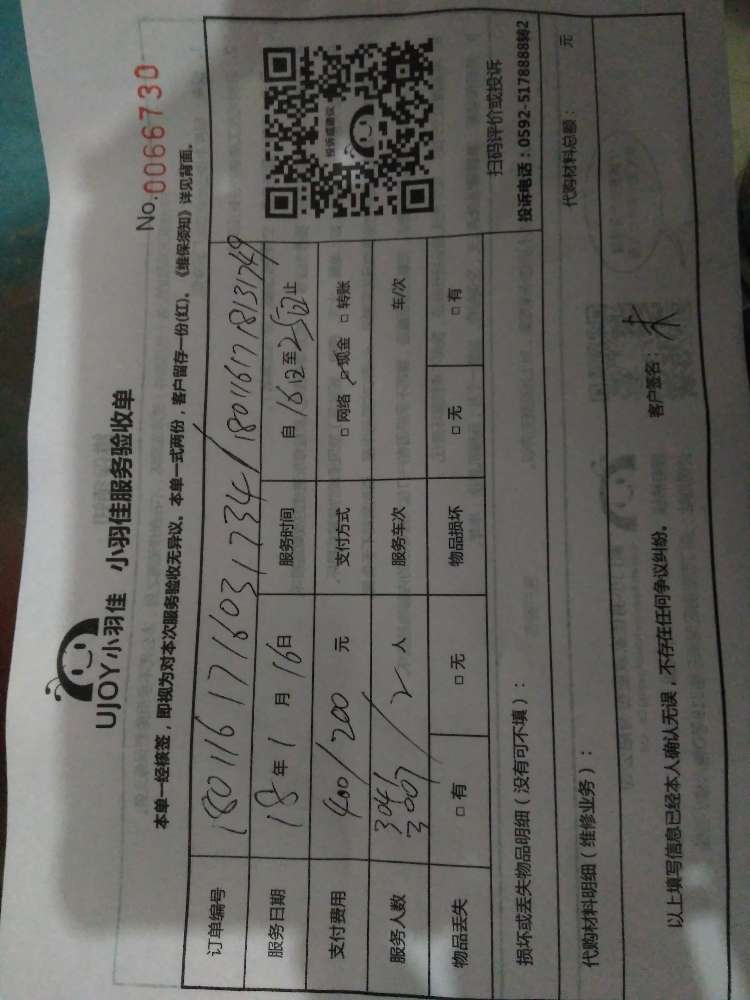 UJOY小羽佳 小羽佳服务验收单
No.0066730
本单一经核签，即视为对本次服务验收无异议。本单一式两份，客户留存一份(红)。《维保须知》详见背面。
订单编号 1801161716031734/1801161718131749
服务日期 18年1月16日 服务时间 自16日至25日止
支付费用 400/200 元 支付方式 □网络 ☑现金 □转账
服务人数 /2人 服务车次 车/次
物品丢失 □有 □无 物品损坏 □无 □有
投诉或建议
扫码评价或投诉
投诉电话：0592-5178888转2
损坏或丢失物品明细（没有可不填）：
代购材料明细（维修业务）： 代购材料总额： 元
以上填写信息已经本人确认无误，不存在任何争议纠纷。 客户签名：朱